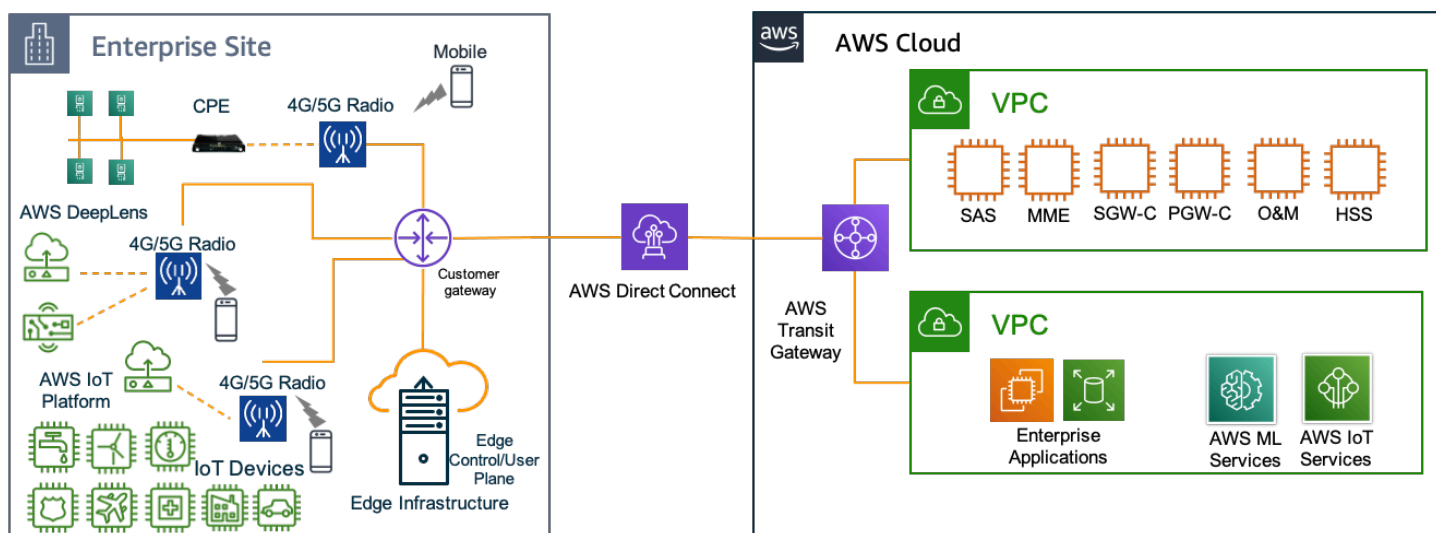 Enterprise Site
Mobile
CPE
4G/5G Radio
AWS DeepLens
4G/5G Radio
Customer
gateway
AWS IoT
Platform
4G/5G Radio
IoT Devices
Edge
Control/User
Plane
Edge Infrastructure
AWS Direct Connect
aws
AWS Cloud
AWS
Transit
Gateway
VPC
SAS
MME
SGW-C
PGW-C
O&M
HSS
VPC
Enterprise
Applications
AWS ML
Services
AWS IoT
Services